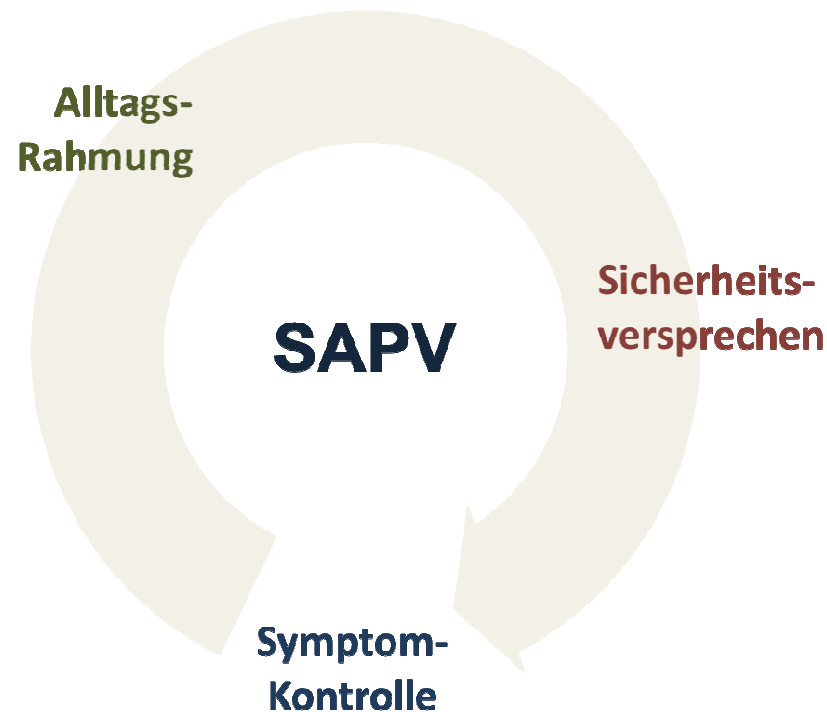 Alltags-
Rahmung
Sicherheits-
versprechen
SAPV
Symptom-
Kontrolle